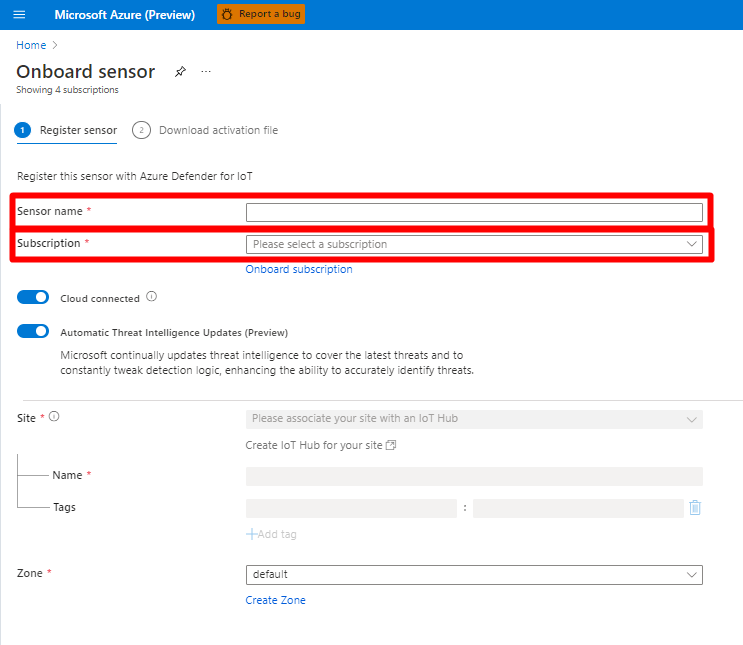 Microsoft Azure (Preview) Report a bug
Home
Onboard sensor
Showing 4 subscriptions
1 Register sensor 2 Download activation file
Register this sensor with Azure Defender for IoT
Sensor name *
Subscription * Please select a subscription
Onboard subscription
Cloud connected
Automatic Threat Intelligence Updates (Preview)
Microsoft continually updates threat intelligence to cover the latest threats and to
constantly tweak detection logic, enhancing the ability to accurately identify threats.
Site * Please associate your site with an IoT Hub
Create IoT Hub for your site
Name *
Tags :
Add tag
Zone * default
Create Zone